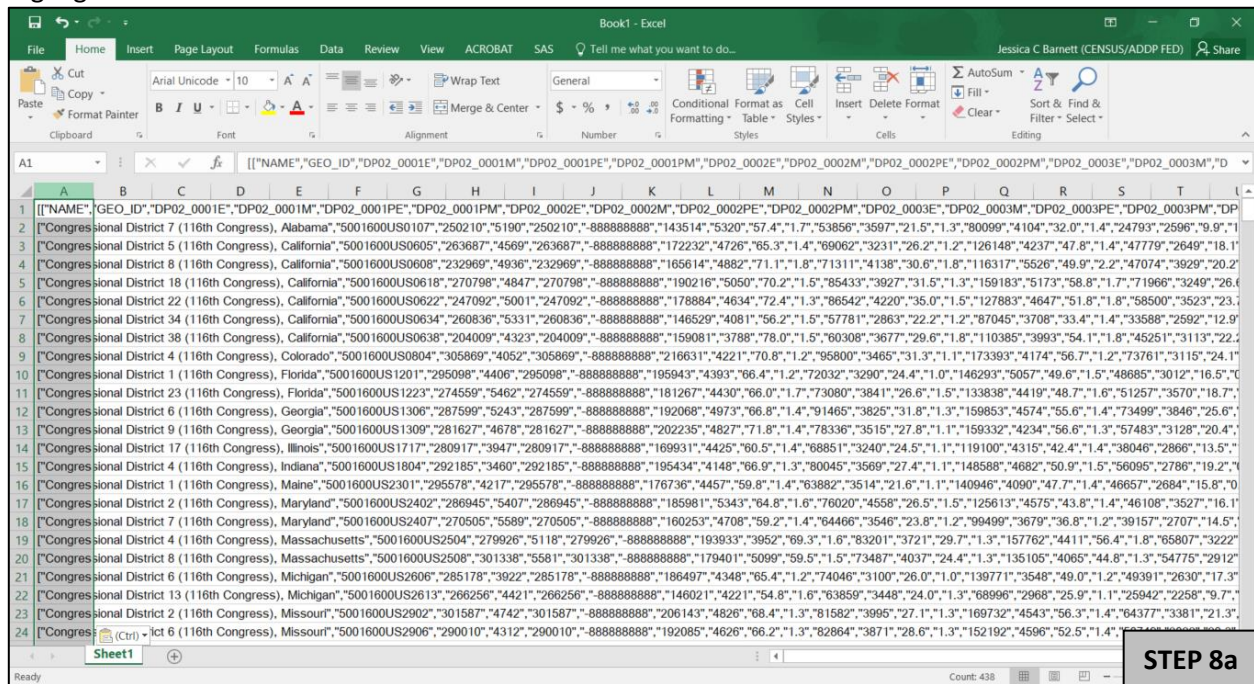 Book1 - Excel
File Home Insert Page Layout Formulas Data Review View ACROBAT SAS Tell me what you want to do... Jessica C Barnett (CENSUS/ADDP FED) Share
Cut
Copy
Format Painter
Paste
Arial Unicode 10
Wrap Text
Merge & Center
General
Conditional Formatting Format as Table Cell Styles
Insert Delete Format
AutoSum
Fill
Clear
Sort & Filter Find & Select
Clipboard Font Alignment Number Styles Cells Editing
A1 fx [["NAME","GEO_ID","DP02_0001E","DP02_0001M","DP02_0001PE","DP02_0001PM","DP02_0002E","DP02_0002M","DP02_0002PE","DP02_0002PM","DP02_0003E","DP02_0003M","D
A B C D E F G H I J K L M N O P Q R S T U
1 [["NAME","GEO_ID","DP02_0001E","DP02_0001M","DP02_0001PE","DP02_0001PM","DP02_0002E","DP02_0002M","DP02_0002PE","DP02_0002PM","DP02_0003E","DP02_0003M","DP02_0003PE","DP02_0003PM","DP
2 ["Congressional District 7 (116th Congress), Alabama","5001600US0107","250210","5190","250210","-888888888","143514","5320","57.4","1.7","53856","3597","21.5","1.3","80099","4104","32.0","1.4","24793","2596","9.9","1
3 ["Congressional District 5 (116th Congress), California","5001600US0605","263687","4569","263687","-888888888","172232","4726","65.3","1.4","69062","3231","26.2","1.2","126148","4237","47.8","1.4","47779","2649","18.1"
4 ["Congressional District 8 (116th Congress), California","5001600US0608","232969","4936","232969","-888888888","165614","4882","71.1","1.8","71311","4138","30.6","1.8","116317","5526","49.9","2.2","47074","3929","20.2"
5 ["Congressional District 18 (116th Congress), California","5001600US0618","270798","4847","270798","-888888888","190216","5050","70.2","1.5","85433","3927","31.5","1.3","159183","5173","58.8","1.7","71966","3249","26.6
6 ["Congressional District 22 (116th Congress), California","5001600US0622","247092","5001","247092","-888888888","178884","4634","72.4","1.3","86542","4220","35.0","1.5","127883","4647","51.8","1.8","58500","3523","23.7
7 ["Congressional District 34 (116th Congress), California","5001600US0634","260836","5331","260836","-888888888","146529","4081","56.2","1.5","57781","2863","22.2","1.2","87045","3708","33.4","1.4","33588","2592","12.9"
8 ["Congressional District 38 (116th Congress), California","5001600US0638","204009","4323","204009","-888888888","159081","3788","78.0","1.5","60308","3677","29.6","1.8","110385","3993","54.1","1.8","45251","3113","22.2
9 ["Congressional District 4 (116th Congress), Colorado","5001600US0804","305869","4052","305869","-888888888","216631","4221","70.8","1.2","95800","3465","31.3","1.1","173393","4174","56.7","1.2","73761","3115","24.1"
10 ["Congressional District 1 (116th Congress), Florida","5001600US1201","295098","4406","295098","-888888888","195943","4393","66.4","1.2","72032","3290","24.4","1.0","146293","5057","49.6","1.5","48685","3012","16.5","0
11 ["Congressional District 23 (116th Congress), Florida","5001600US1223","274559","5462","274559","-888888888","181267","4430","66.0","1.7","73080","3841","26.6","1.5","133838","4419","48.7","1.6","51257","3570","18.7"
12 ["Congressional District 6 (116th Congress), Georgia","5001600US1306","287599","5243","287599","-888888888","192068","4973","66.8","1.4","91465","3825","31.8","1.3","159853","4574","55.6","1.4","73499","3846","25.6",
13 ["Congressional District 9 (116th Congress), Georgia","5001600US1309","281627","4678","281627","-888888888","202235","4827","71.8","1.4","78336","3515","27.8","1.1","159332","4234","56.6","1.3","57483","3128","20.4",
14 ["Congressional District 17 (116th Congress), Illinois","5001600US1717","280917","3947","280917","-888888888","169931","4425","60.5","1.4","68851","3240","24.5","1.1","119100","4315","42.4","1.4","38046","2866","13.5",
15 ["Congressional District 4 (116th Congress), Indiana","5001600US1804","292185","3460","292185","-888888888","195434","4148","66.9","1.3","80045","3569","27.4","1.1","148588","4682","50.9","1.5","56095","2786","19.2","
16 ["Congressional District 1 (116th Congress), Maine","5001600US2301","295578","4217","295578","-888888888","176736","4457","59.8","1.4","63882","3514","21.6","1.1","140946","4090","47.7","1.4","46657","2684","15.8","0.
17 ["Congressional District 2 (116th Congress), Maryland","5001600US2402","286945","5407","286945","-888888888","185981","5343","64.8","1.6","76020","4558","26.5","1.5","125613","4575","43.8","1.4","46108","3527","16.1"
18 ["Congressional District 7 (116th Congress), Maryland","5001600US2407","270505","5589","270505","-888888888","160253","4708","59.2","1.4","64466","3546","23.8","1.2","99499","3679","36.8","1.2","39157","2707","14.5",
19 ["Congressional District 4 (116th Congress), Massachusetts","5001600US2504","279926","5118","279926","-888888888","193933","3952","69.3","1.6","83201","3721","29.7","1.3","157762","4411","56.4","1.8","65807","3222"
20 ["Congressional District 8 (116th Congress), Massachusetts","5001600US2508","301338","5581","301338","-888888888","179401","5099","59.5","1.5","73487","4037","24.4","1.3","135105","4065","44.8","1.3","54775","2912"
21 ["Congressional District 6 (116th Congress), Michigan","5001600US2606","285178","3922","285178","-888888888","186497","4348","65.4","1.2","74046","3100","26.0","1.0","139771","3548","49.0","1.2","49391","2630","17.3"
22 ["Congressional District 13 (116th Congress), Michigan","5001600US2613","266256","4421","266256","-888888888","146021","4221","54.8","1.6","63859","3448","24.0","1.3","68996","2968","25.9","1.1","25942","2258","9.7",
23 ["Congressional District 2 (116th Congress), Missouri","5001600US2902","301587","4742","301587","-888888888","206143","4826","68.4","1.3","81582","3995","27.1","1.3","169732","4543","56.3","1.4","64377","3381","21.3",
24 ["Congress (Ctrl) ict 6 (116th Congress), Missouri","5001600US2906","290010","4312","290010","-888888888","192085","4626","66.2","1.3","82864","3871","28.6","1.3","152192","4596","52.5","1.4",
Sheet1
Ready Count: 438
STEP 8a